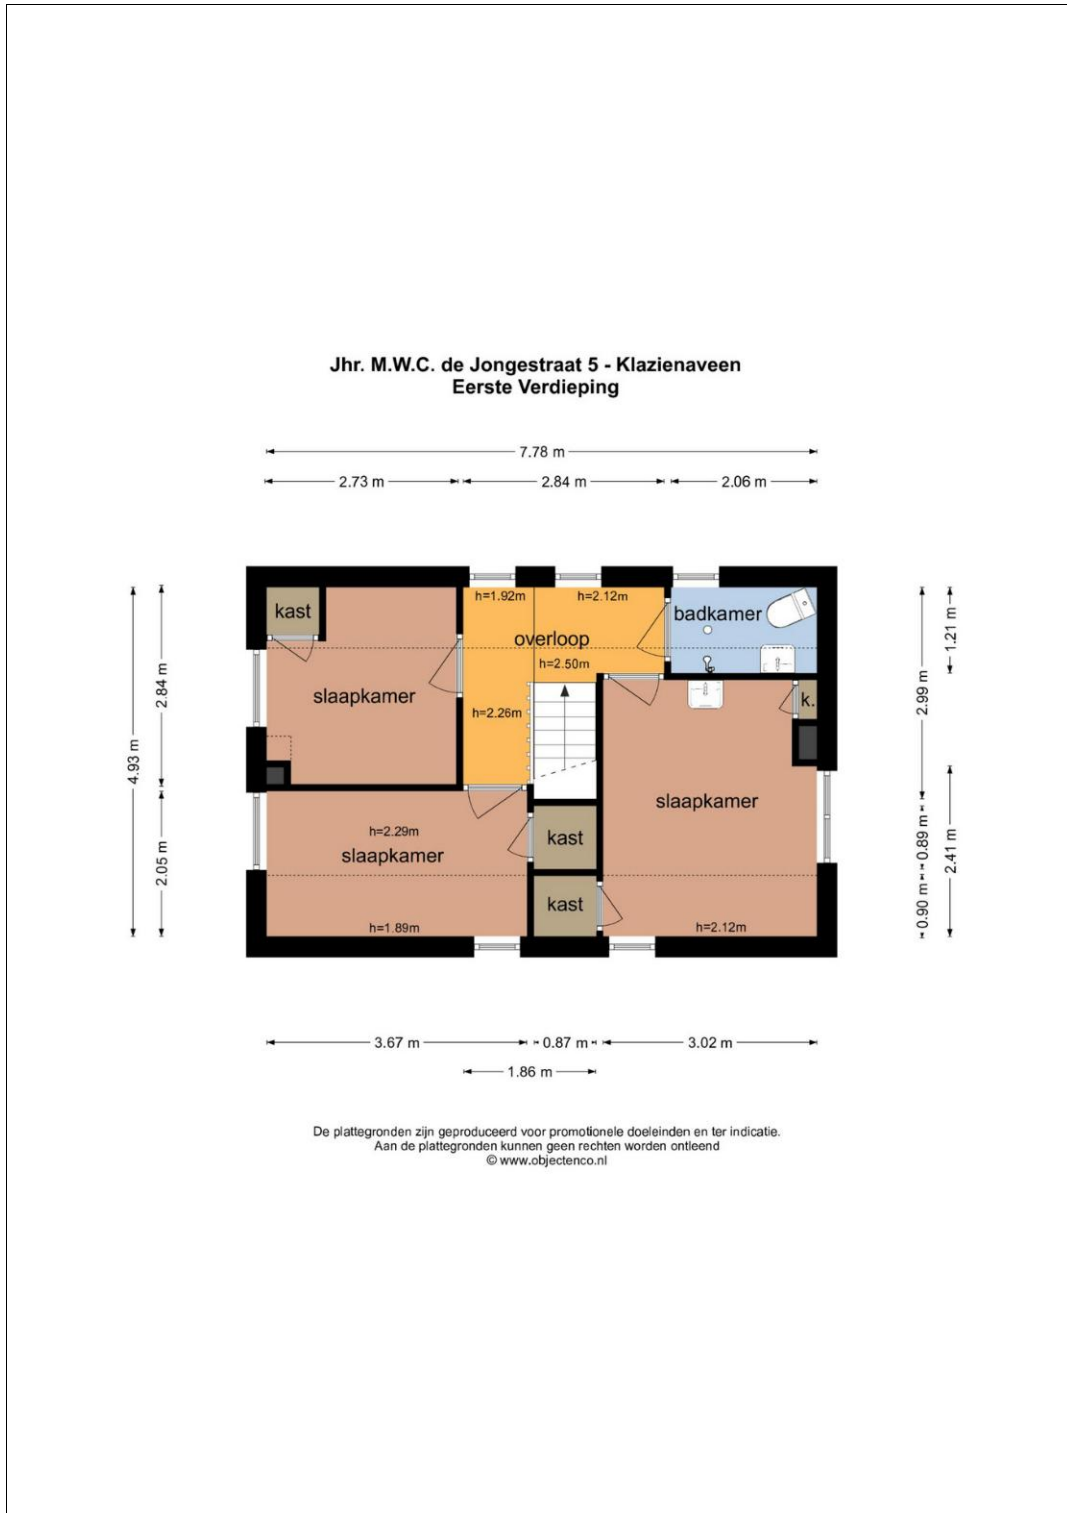 Jhr. M.W.C. de Jongestraat 5 - Klazienaveen
Eerste Verdieping
7.78 m
2.73 m
2.84 m
2.06 m
4.93 m
2.84 m
2.05 m
kast
slaapkamer
h=1.92m
h=2.12m
overloop
h=2.50m
h=2.26m
badkamer
k.
slaapkamer
h=2.29m
slaapkamer
kast
kast
h=1.89m
h=2.12m
2.99 m
0.89 m
0.90 m
1.21 m
2.41 m
3.67 m
0.87 m
3.02 m
1.86 m
De plattegronden zijn geproduceerd voor promotionele doeleinden en ter indicatie.
Aan de plattegronden kunnen geen rechten worden ontleend
© www.objectenco.nl